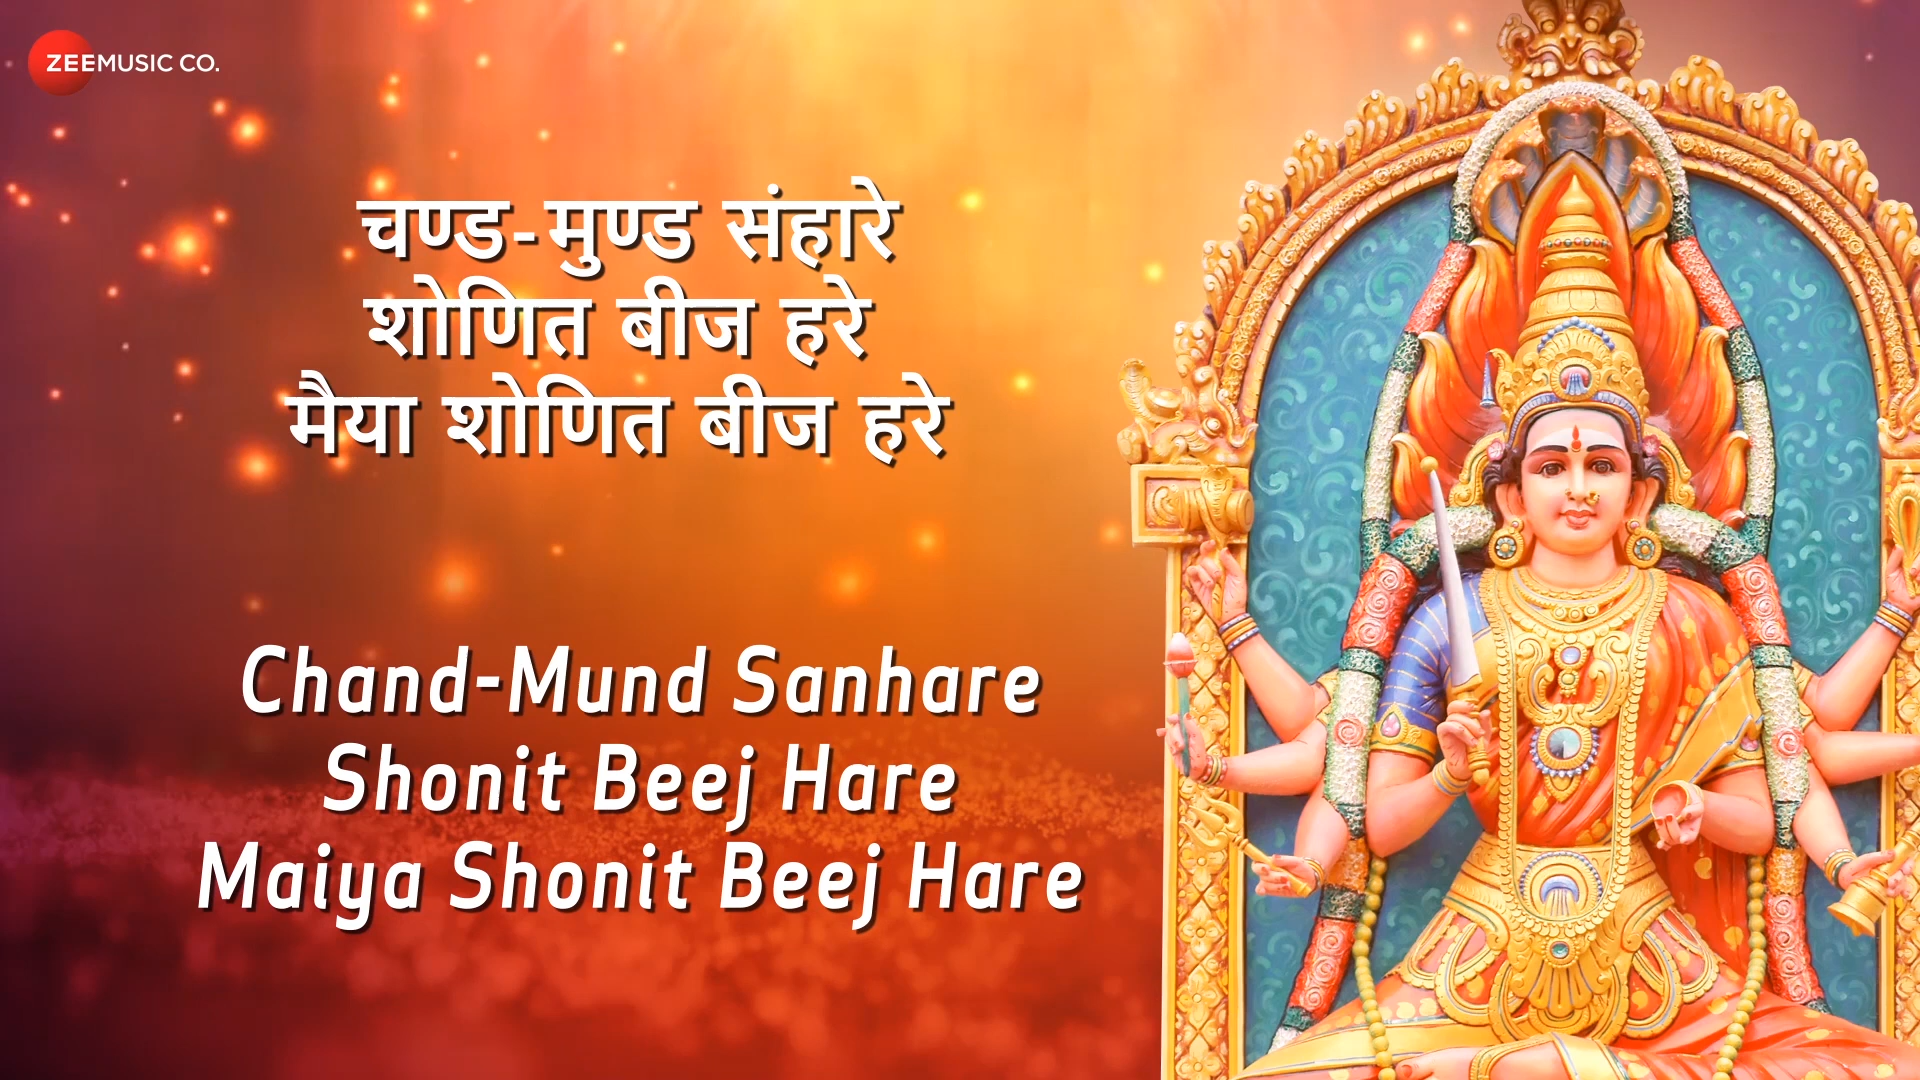 ZEEMUSIC CO.
चण्ड-मुण्ड संहारे
शोणित बीज हरे
मैया शोणित बीज हरे
Chand-Mund Sanhare
Shonit Beej Hare
Maiya Shonit Beej Hare